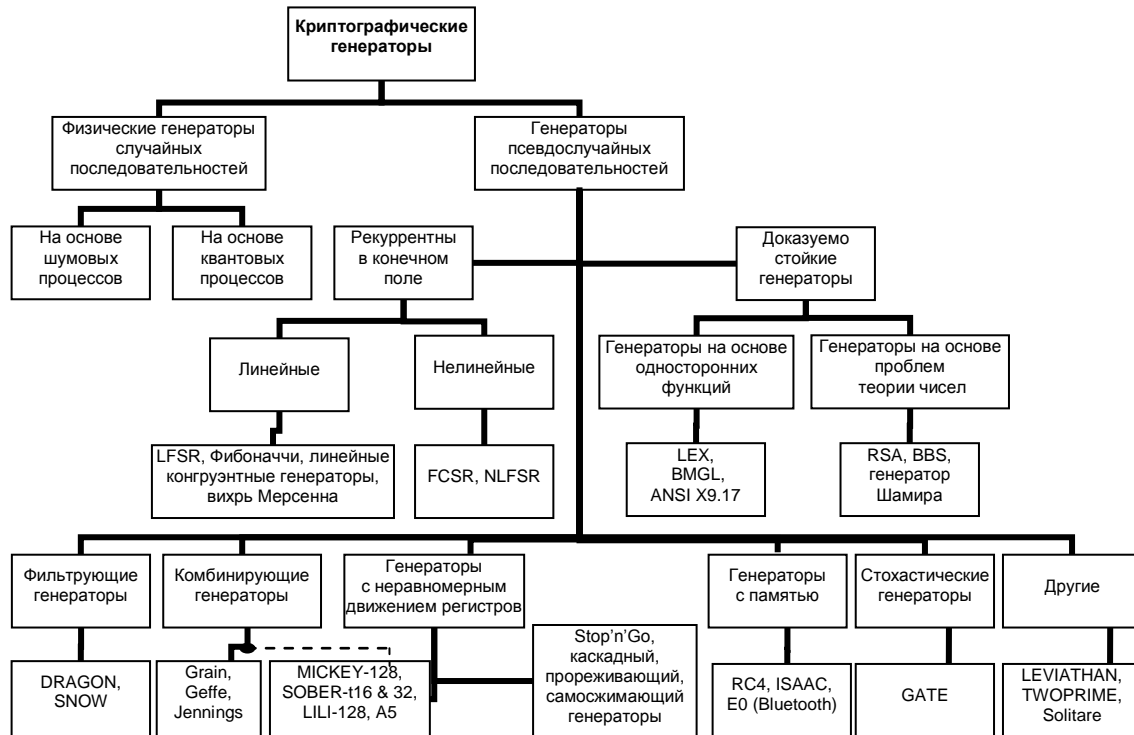 Криптографические
генераторы
Физические генераторы
случайных
последовательностей
Генераторы
псевдослучайных
последовательностей
На основе
шумовых
процессов
На основе
квантовых
процессов
Рекуррентны
в конечном
поле
Доказуемо
стойкие
генераторы
Линейные
Нелинейные
Генераторы на основе
односторонних
функций
Генераторы на основе
проблем
теории чисел
LFSR, Фибоначчи, линейные
конгруэнтные генераторы,
вихрь Мерсенна
FCSR, NLFSR
LEX,
BMGL,
ANSI X9.17
RSA, BBS,
генератор
Шамира
Фильтрующие
генераторы
Комбинирующие
генераторы
Генераторы
с неравномерным
движением регистров
Генераторы
с памятью
Стохастические
генераторы
Другие
DRAGON,
SNOW
Grain,
Geffe,
Jennings
MICKEY-128,
SOBER-t16 & 32,
LILI-128, A5
Stop’n’Go,
каскадный,
прореживающий,
самосжимающий
генераторы
RC4, ISAAC,
E0 (Bluetooth)
GATE
LEVIATHAN,
TWOPRIME,
Solitare